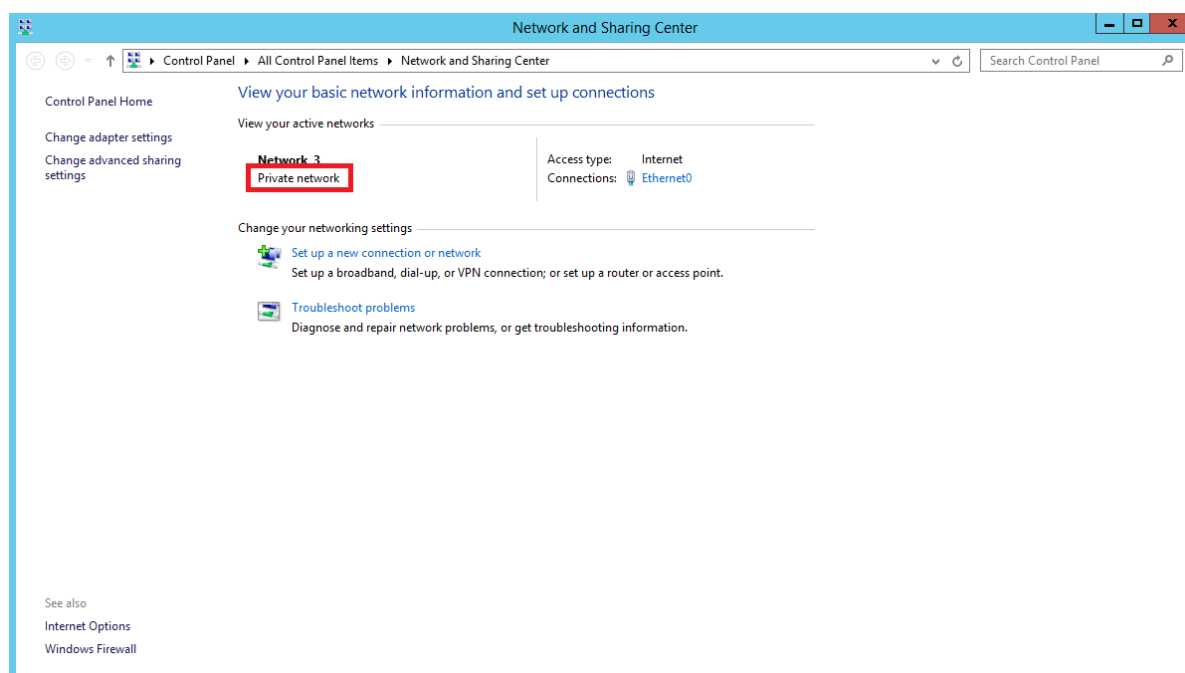 Network and Sharing Center
Control Panel All Control Panel Items Network and Sharing Center
Search Control Panel
Control Panel Home
Change adapter settings
Change advanced sharing
settings
See also
Internet Options
Windows Firewall
View your basic network information and set up connections
View your active networks
Network 3
Private network
Access type: Internet
Connections: Ethernet0
Change your networking settings
Set up a new connection or network
Set up a broadband, dial-up, or VPN connection; or set up a router or access point.
Troubleshoot problems
Diagnose and repair network problems, or get troubleshooting information.